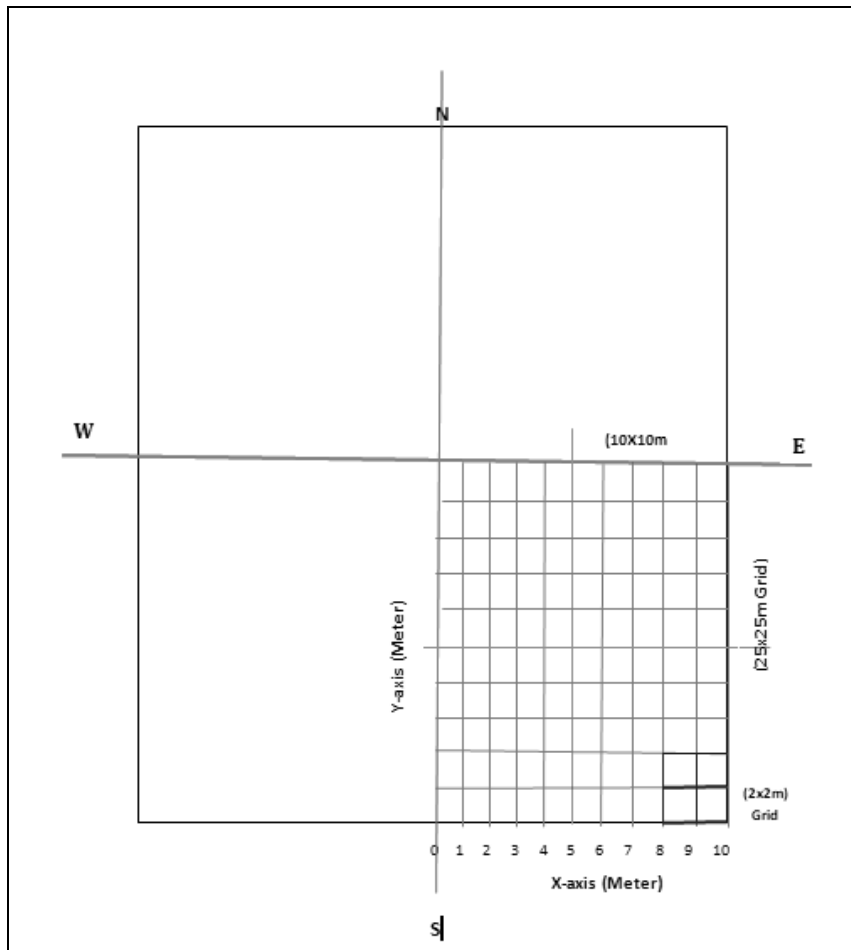 N
W
(10X10m
E
(25x25m Grid)
Y-axis (Meter)
(2x2m)
Grid
0 1 2 3 4 5 6 7 8 9 10
X-axis (Meter)
S